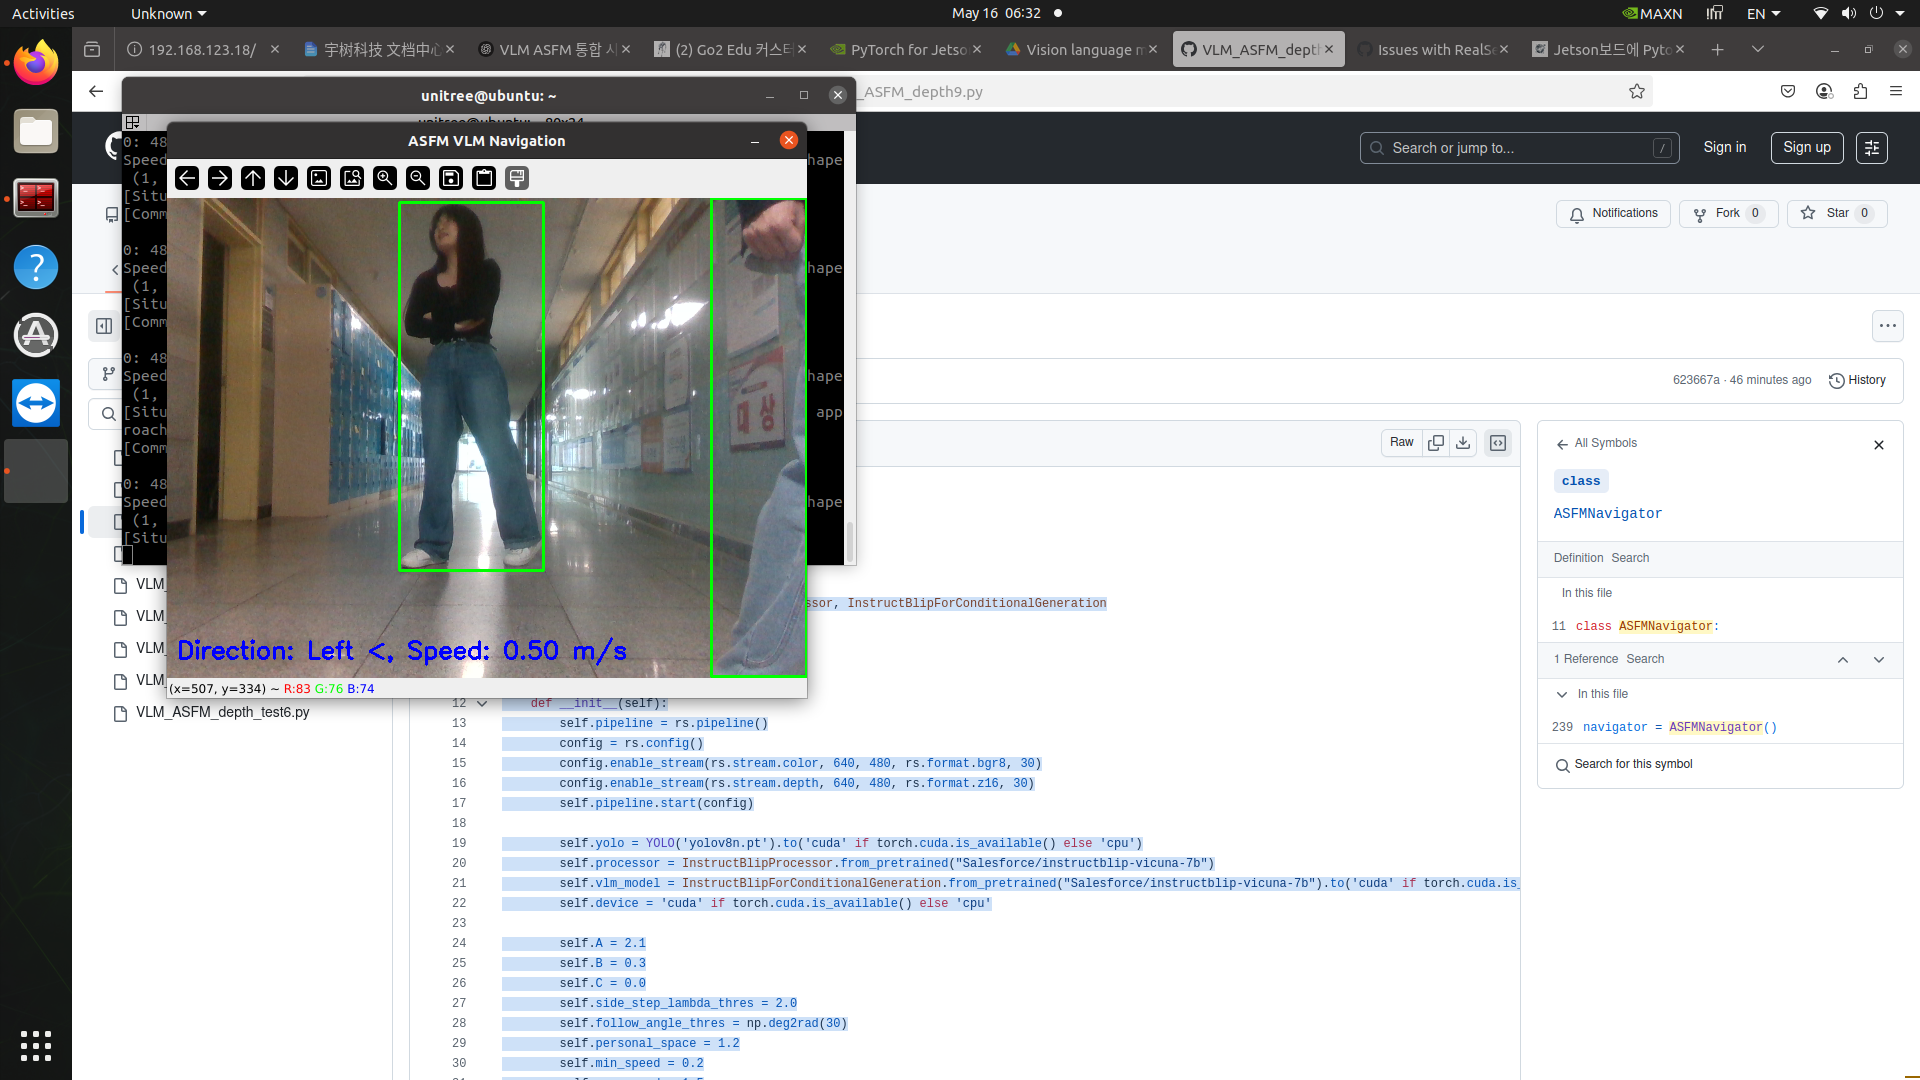 Activities
Unknown
May 16 06:32
MAXN
EN
192.168.123.18/
宇树科技 文档中心
VLM ASFM 통합 시
(2) Go2 Edu 커스터
PyTorch for Jetso
Vision language m
VLM_ASFM_dept
Issues with RealSe
Jetson보드에 Pyto
_ASFM_depth9.py
unitree@ubuntu: ~
ASFM VLM Navigation
Search or jump to...
/
Sign in
Sign up
Notifications
Fork 0
Star 0
0: 48
Speed
hape
(1,
[Situ
[Comm
0: 48
Speed
hape
(1,
[Situ
[Comm
0: 48
Speed
hape
(1,
[Situ
app
roach
[Comm
0: 48
Speed
hape
(1,
[Situ
대상
Direction: Left <, Speed: 0.50 m/s
(x=507, y=334) ~ R:83 G:76 B:74
623667a · 46 minutes ago
History
Raw
VLM_
VLM_
VLM_
VLM_
VLM_ASFM_depth_test6.py
ssor, InstructBlipForConditionalGeneration
12 def __init__(self):
13 self.pipeline = rs.pipeline()
14 config = rs.config()
15 config.enable_stream(rs.stream.color, 640, 480, rs.format.bgr8, 30)
16 config.enable_stream(rs.stream.depth, 640, 480, rs.format.z16, 30)
17 self.pipeline.start(config)
18
19 self.yolo = YOLO('yolov8n.pt').to('cuda' if torch.cuda.is_available() else 'cpu')
20 self.processor = InstructBlipProcessor.from_pretrained("Salesforce/instructblip-vicuna-7b")
21 self.vlm_model = InstructBlipForConditionalGeneration.from_pretrained("Salesforce/instructblip-vicuna-7b").to('cuda' if torch.cuda.is_
22 self.device = 'cuda' if torch.cuda.is_available() else 'cpu'
23
24 self.A = 2.1
25 self.B = 0.3
26 self.C = 0.0
27 self.side_step_lambda_thres = 2.0
28 self.follow_angle_thres = np.deg2rad(30)
29 self.personal_space = 1.2
30 self.min_speed = 0.2
All Symbols
class
ASFMNavigator
Definition Search
In this file
11 class ASFMNavigator:
1 Reference Search
In this file
239 navigator = ASFMNavigator()
Search for this symbol